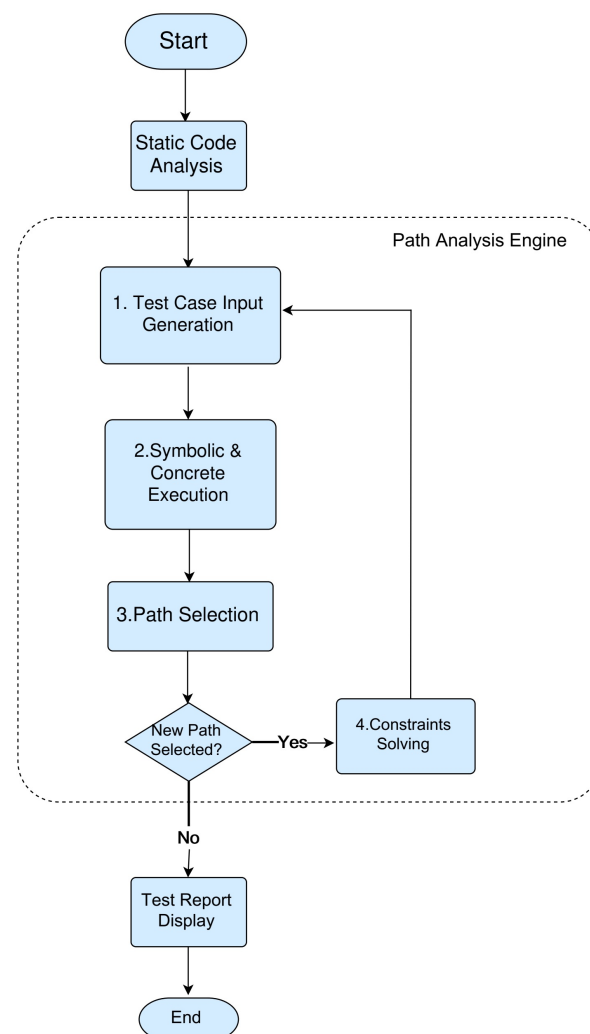 Start
Static Code
Analysis
Path Analysis Engine
1. Test Case Input
Generation
2.Symbolic &
Concrete
Execution
3.Path Selection
New Path
Selected?
Yes
4.Constraints
Solving
No
Test Report
Display
End